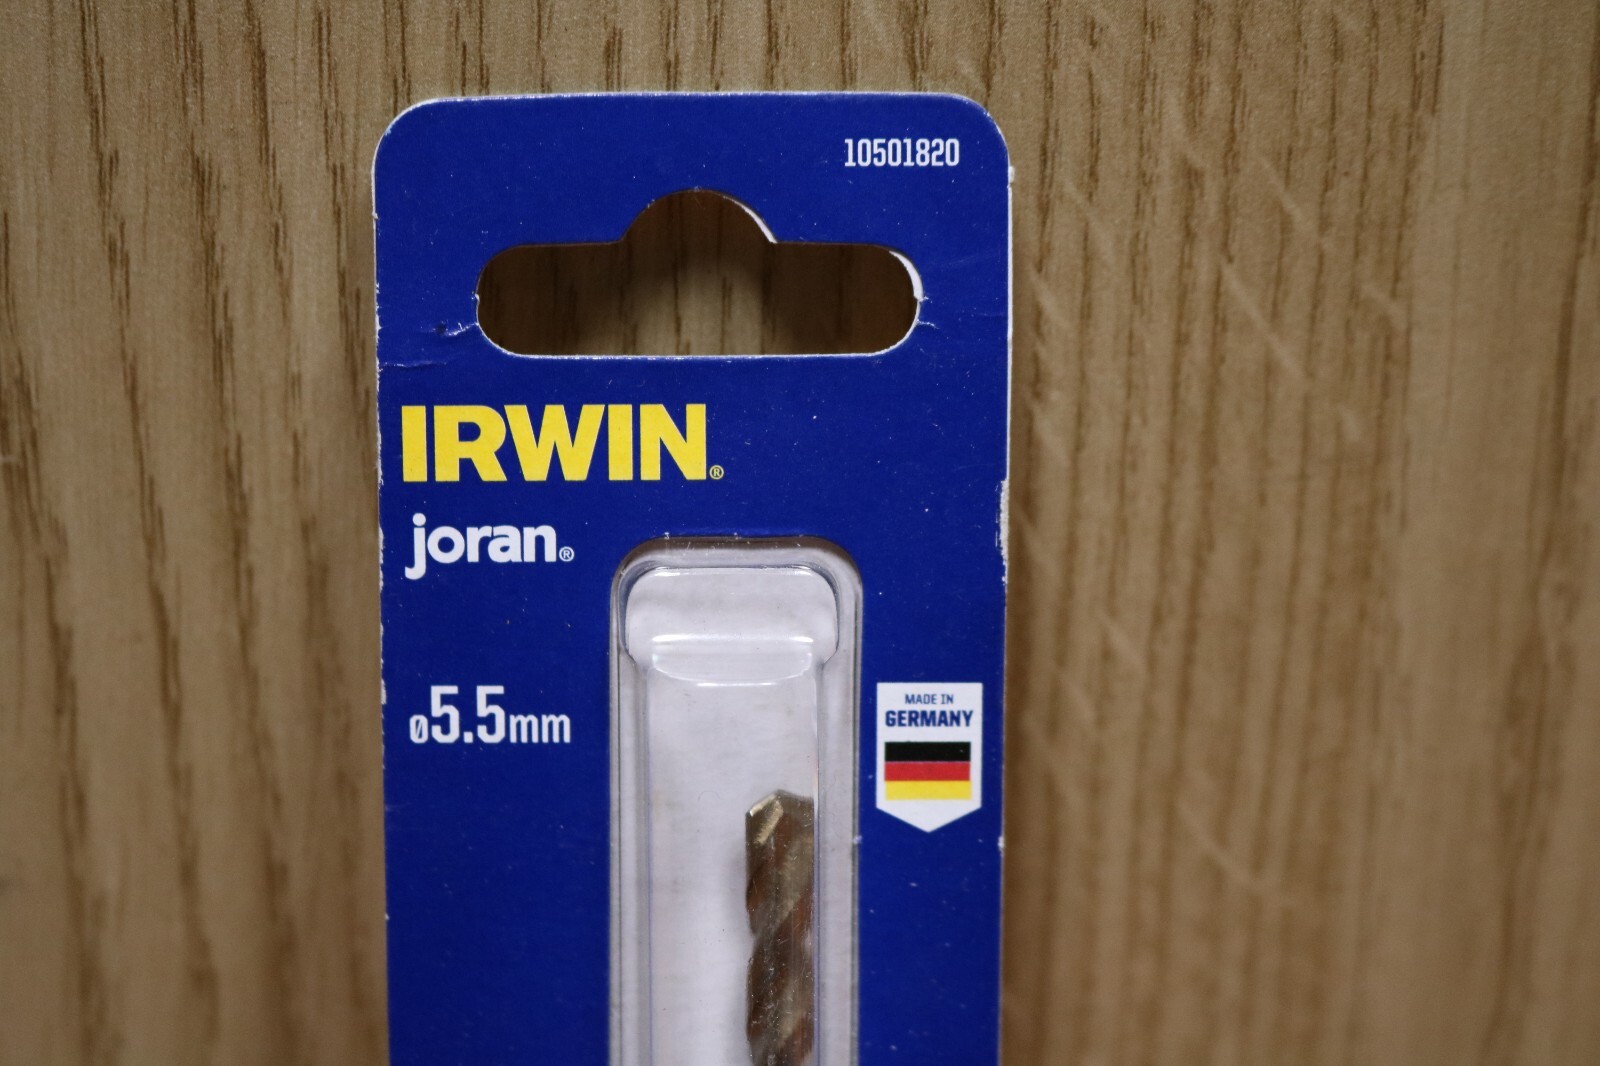 10501820
IRWIN®
joran®
ø5.5mm
MADE IN
GERMANY